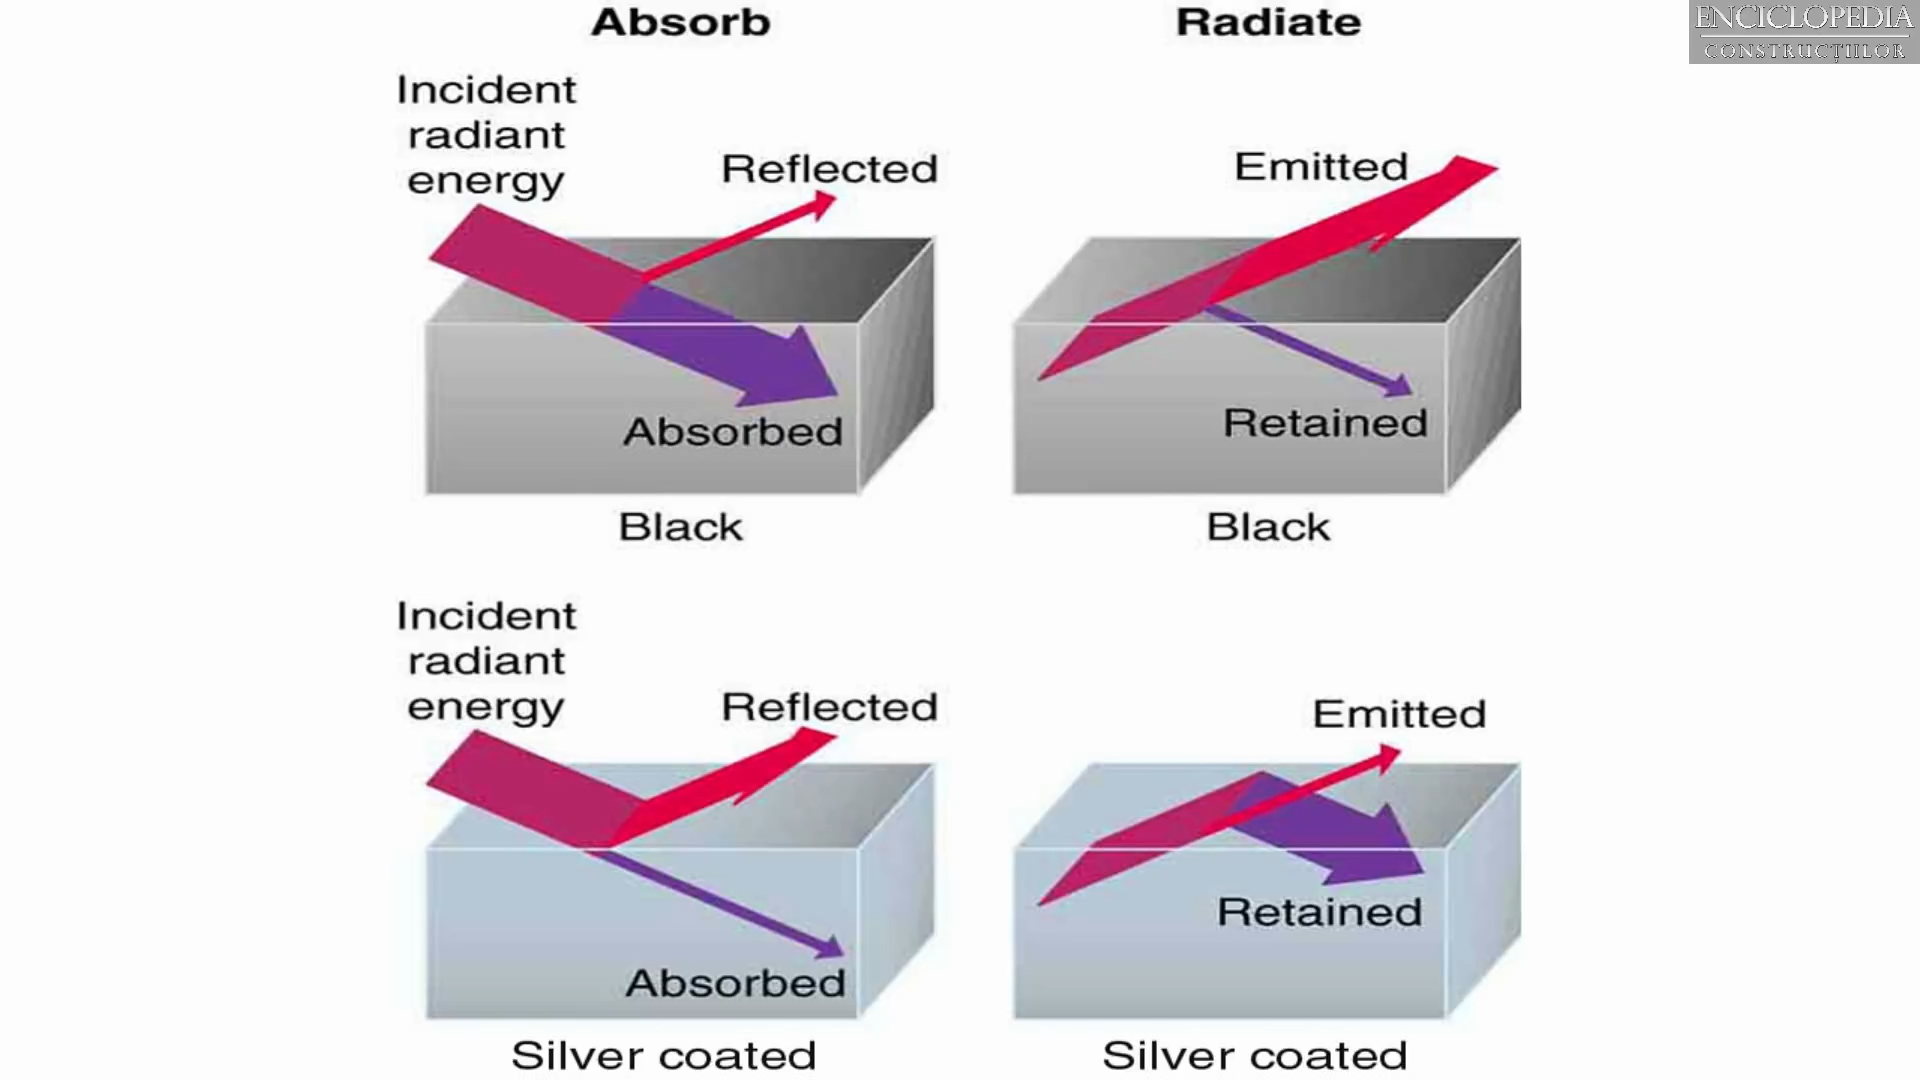 Absorb
Radiate
ENCICLOPEDIA
CONSTRUCȚIILOR
Incident
radiant
energy
Reflected
Emitted
Absorbed
Retained
Black
Black
Incident
radiant
energy
Reflected
Emitted
Absorbed
Retained
Silver coated
Silver coated